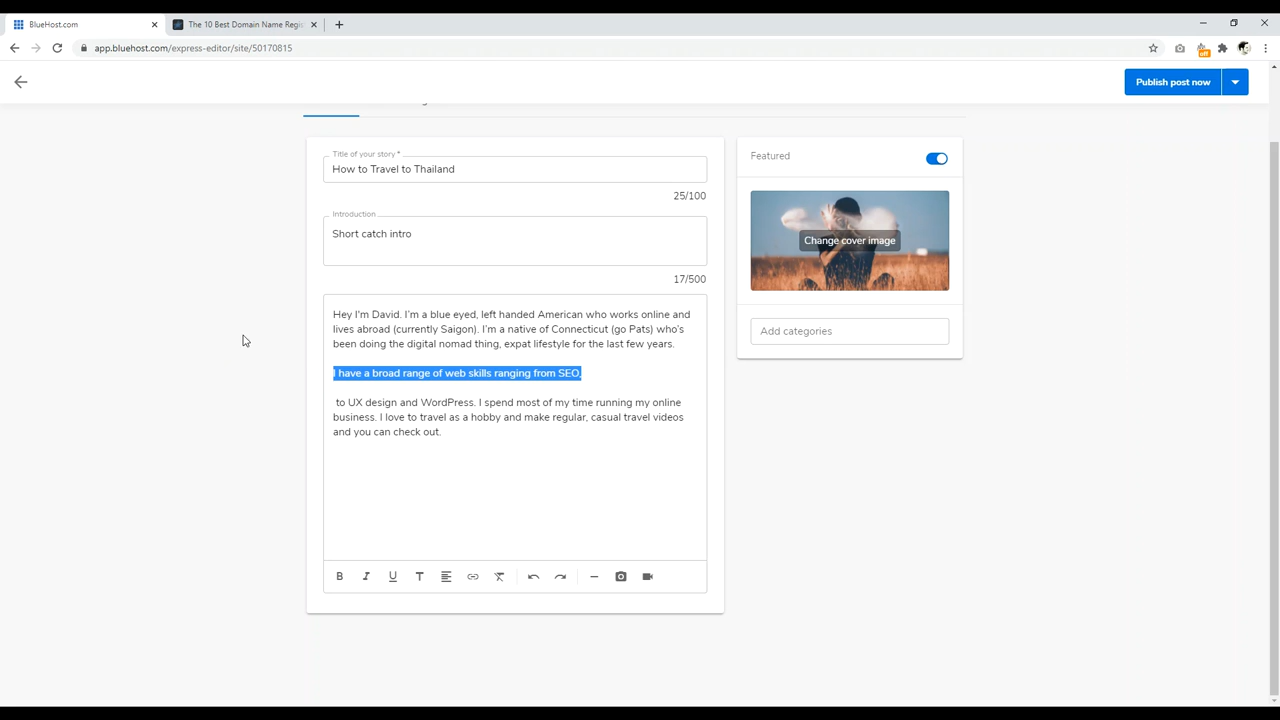 BlueHost.com
The 10 Best Domain Name Regis
app.bluehost.com/express-editor/site/50170815
off
Publish post now
Title of your story *
How to Travel to Thailand
25/100
Introduction
Short catch intro
17/500
Hey I'm David. I'm a blue eyed, left handed American who works online and
lives abroad (currently Saigon). I'm a native of Connecticut (go Pats) who's
been doing the digital nomad thing, expat lifestyle for the last few years.
I have a broad range of web skills ranging from SEO,
to UX design and WordPress. I spend most of my time running my online
business. I love to travel as a hobby and make regular, casual travel videos
and you can check out.
B I U T
Featured
Change cover image
Add categories